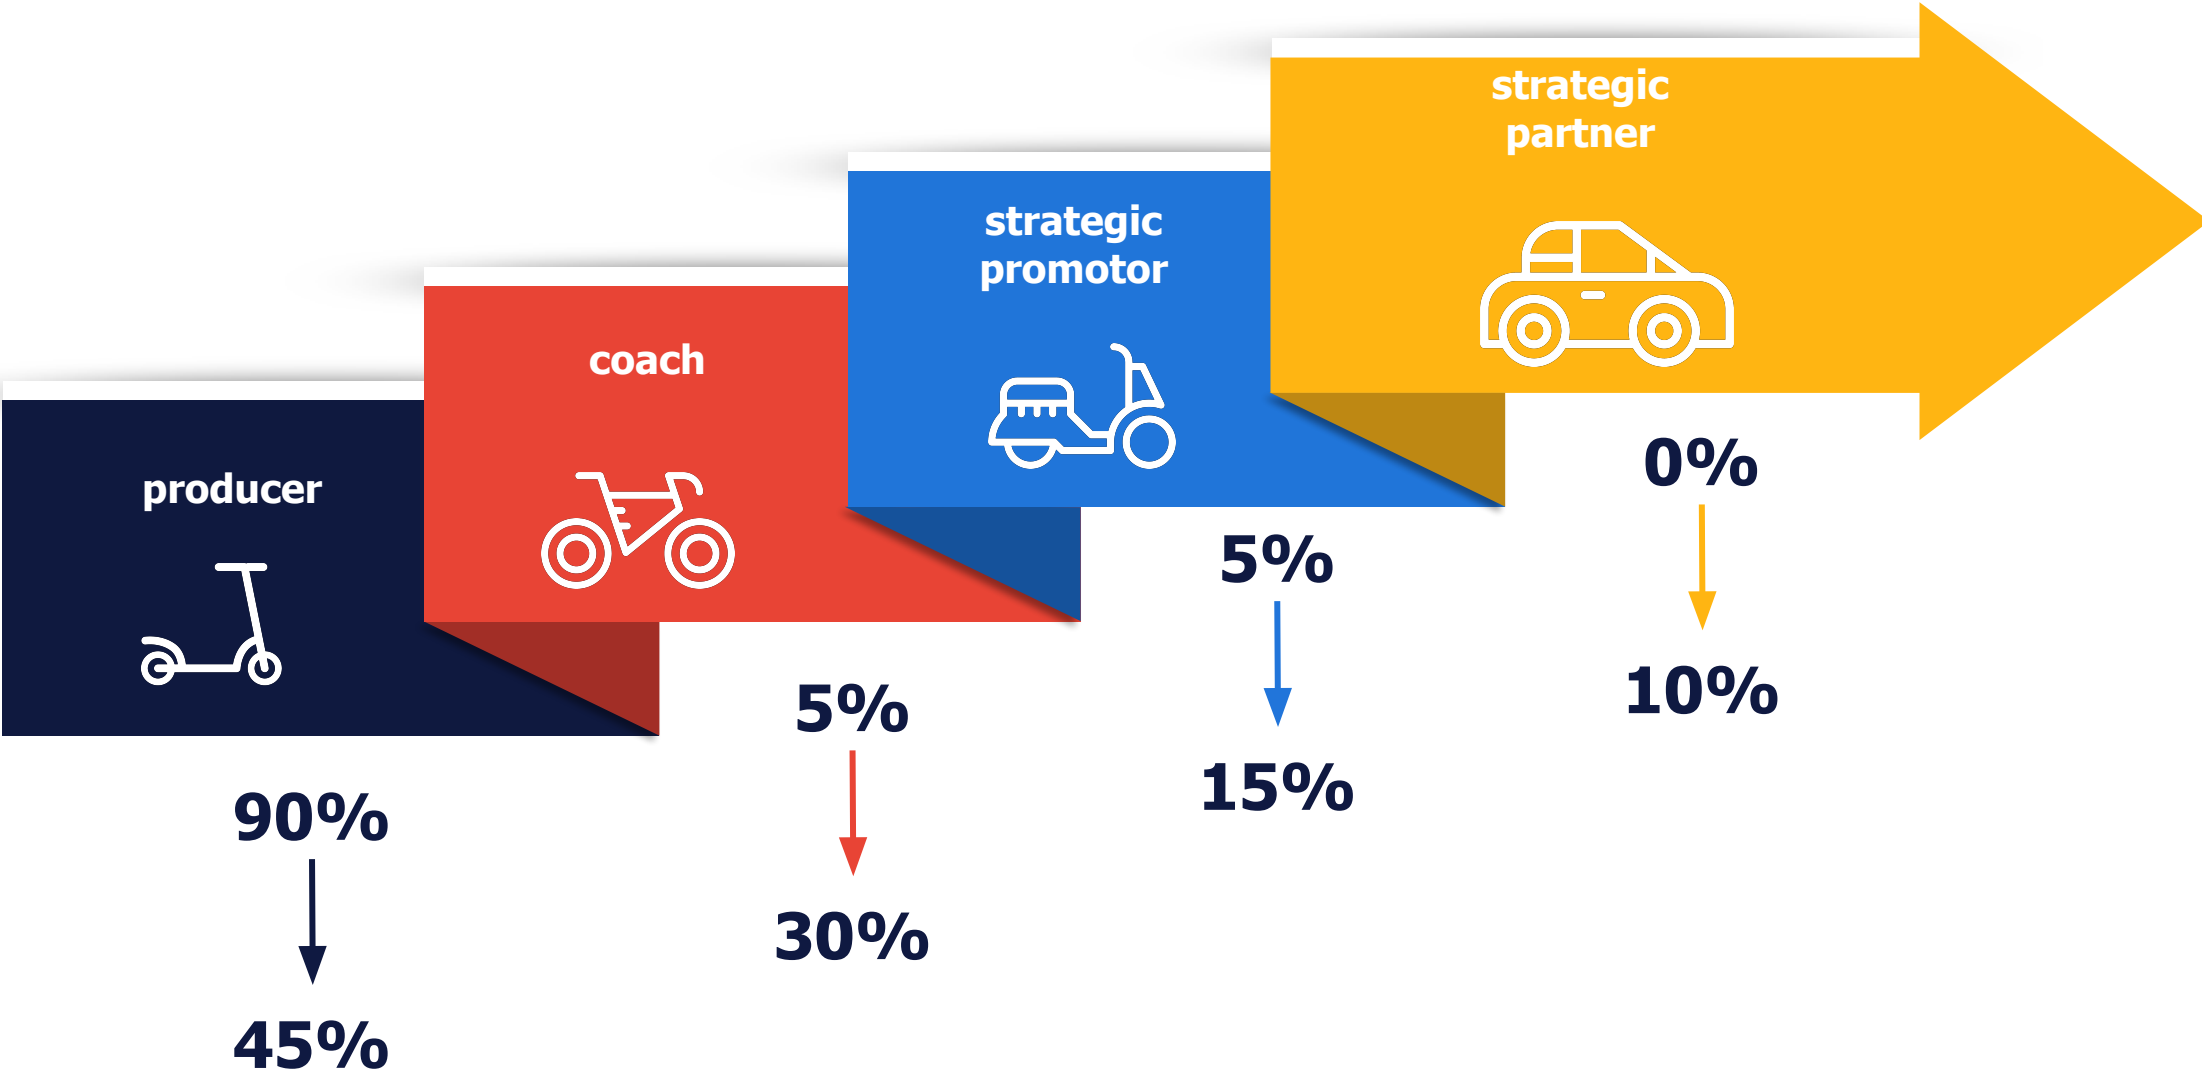 producer
90%
45%
coach
5%
30%
strategic
promotor
5%
15%
strategic
partner
0%
10%